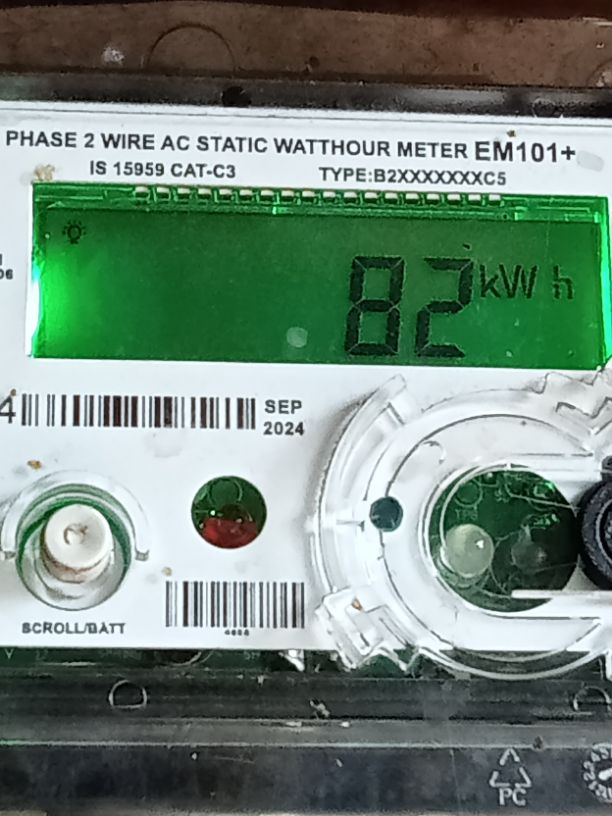 PHASE 2 WIRE AC STATIC WATTHOUR METER EM101+
IS 15959 CAT-C3 TYPE:B2XXXXXXXC5
82 kWh
4
SEP
2024
SCROLL/BATT
PC